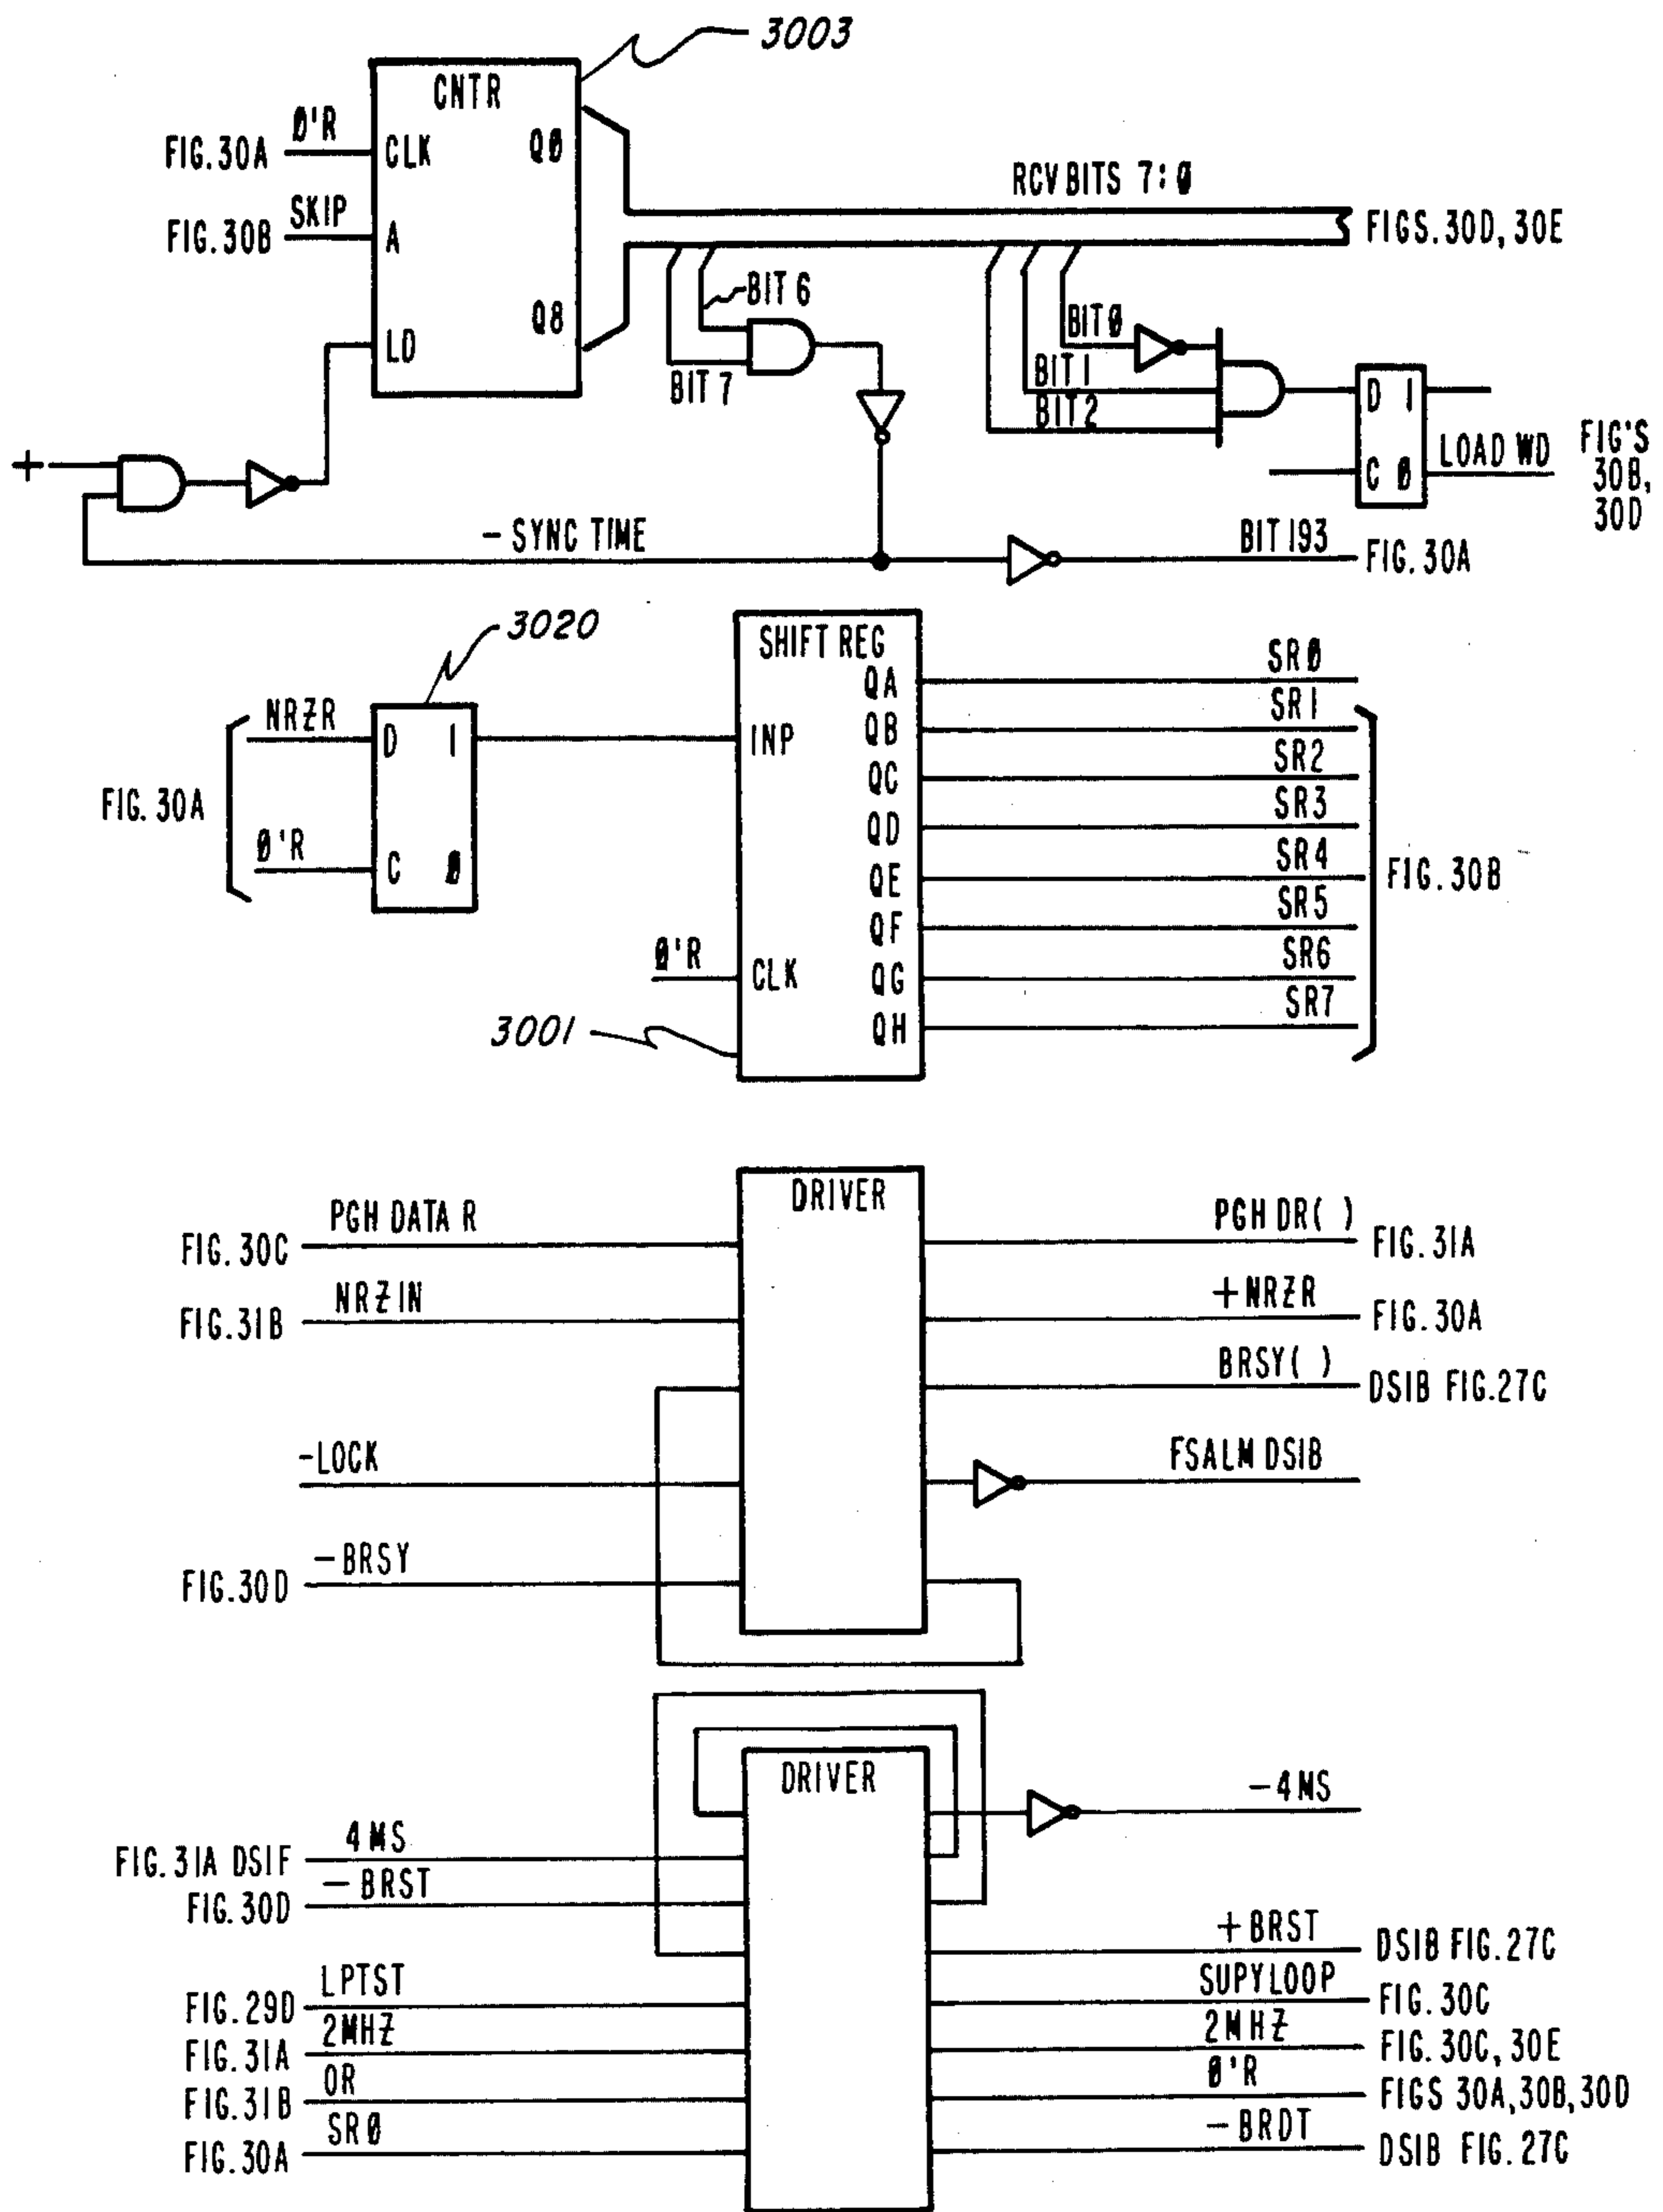 3003
CNTR
Ø'R
FIG.30A
CLK
QØ
SKIP
FIG.30B
A
RCV BITS 7:Ø
FIGS.30D, 30E
Q8
LD
BIT 6
BIT 7
BIT Ø
BIT 1
BIT 2
D 1
C Ø
LOAD WD
FIG'S
30B,
30D
+
- SYNC TIME
BIT 193
FIG.30A
3020
NRZR
D 1
FIG. 30A
Ø'R
C Ø
SHIFT REG
INP
Ø'R
CLK
3001
QA
SRØ
QB
SR1
QC
SR2
QD
SR3
QE
SR4
QF
SR5
QG
SR6
QH
SR7
FIG.30B
DRIVER
PGH DATA R
FIG.30C
PGH DR( )
FIG.31A
NRZ IN
FIG.31B
+NRZR
FIG.30A
BRSY( )
DSIB FIG.27C
-LOCK
FSALM DSIB
-BRSY
FIG.30D
DRIVER
-4MS
4MS
FIG.31A DSIF
-BRST
FIG.30D
+BRST
DSIB FIG.27C
LPTST
FIG.29D
SUPYLOOP
FIG.30C
2MHZ
FIG.31A
2MHZ
FIG.30C, 30E
OR
FIG.31B
Ø'R
FIGS 30A,30B,30D
SRØ
FIG.30A
-BRDT
DSIB FIG.27C